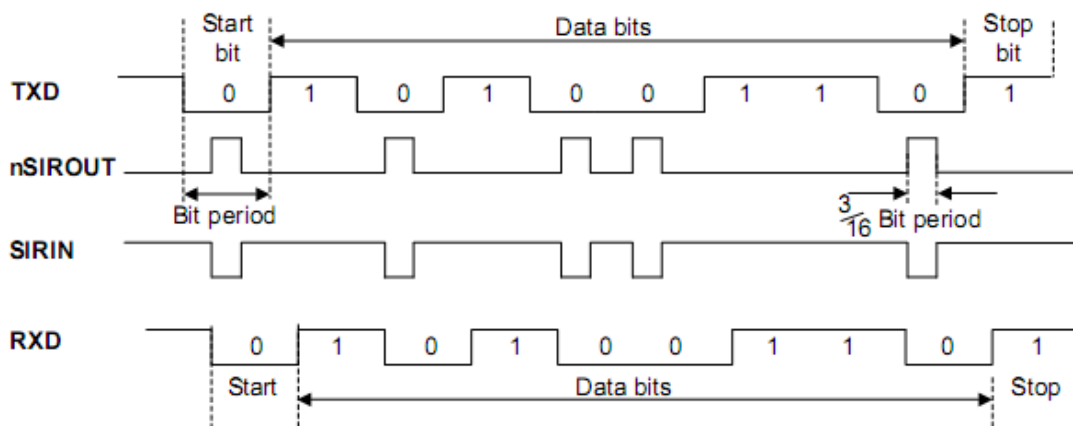 Start
bit
Data bits
Stop
bit
TXD
0 1 0 1 0 0 1 1 0 1
nSIROUT
Bit period
3/16 Bit period
SIRIN
RXD
0 1 0 1 0 0 1 1 0 1
Start
Data bits
Stop